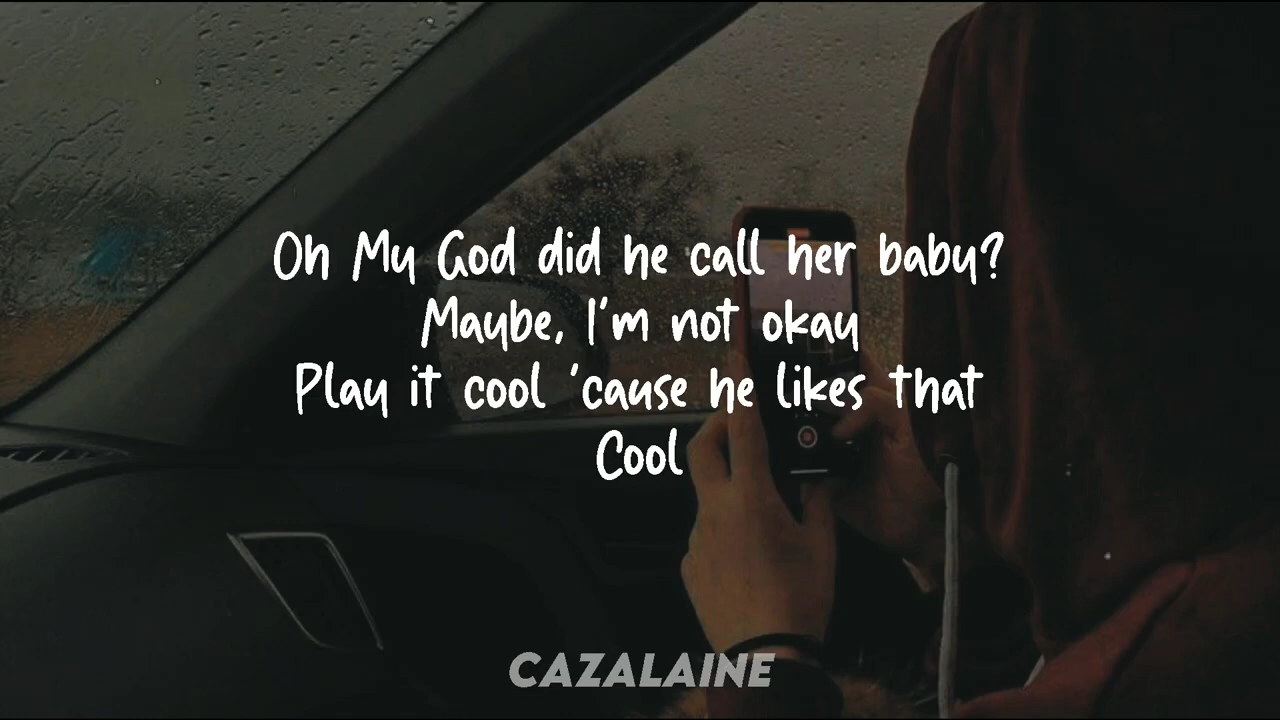 Oh My God did he call her baby?
Maybe, I'm not okay
Play it cool 'cause he likes that
Cool
CAZALAINE